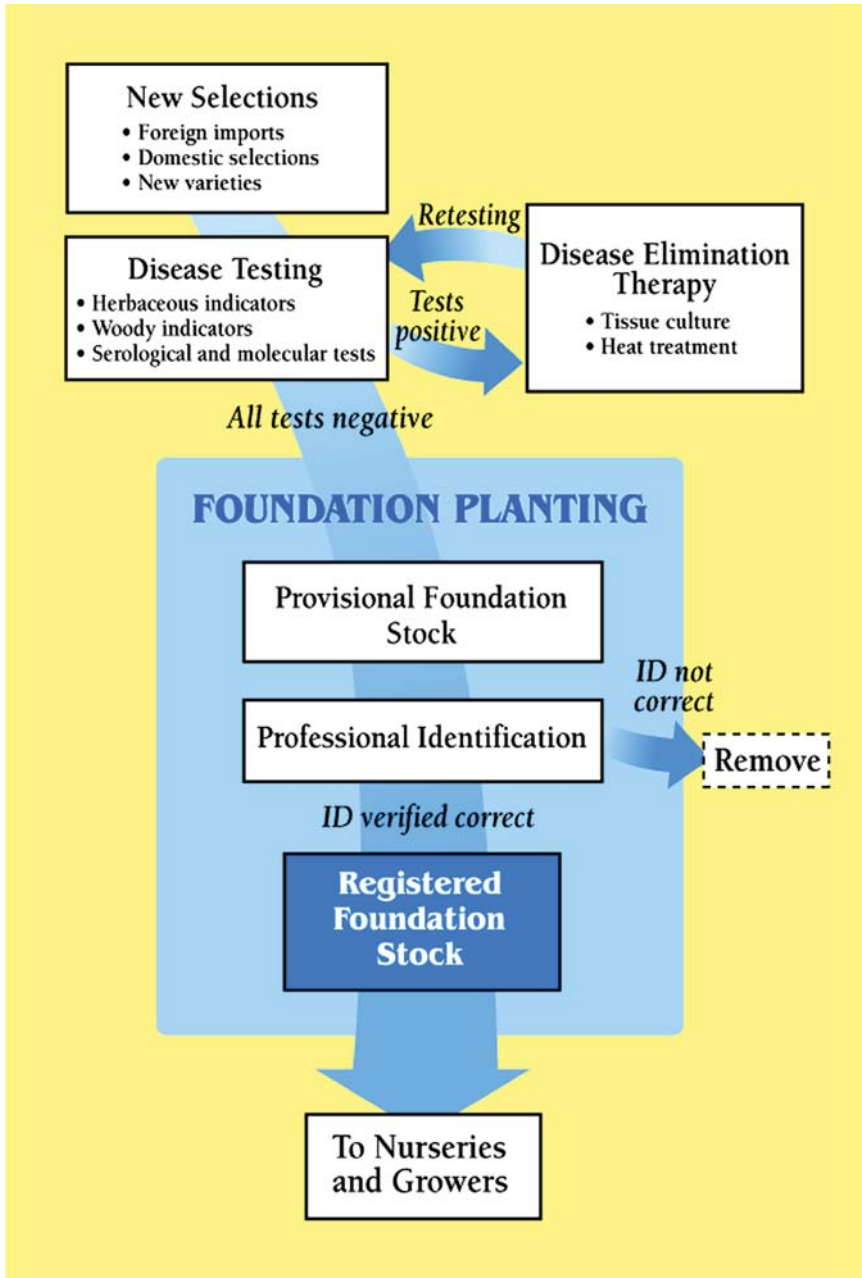 New Selections
• Foreign imports
• Domestic selections
• New varieties
Retesting
Disease Testing
• Herbaceous indicators
• Woody indicators
• Serological and molecular tests
Tests
positive
Disease Elimination
Therapy
• Tissue culture
• Heat treatment
All tests negative
FOUNDATION PLANTING
Provisional Foundation
Stock
Professional Identification
ID not
correct
Remove
ID verified correct
Registered
Foundation
Stock
To Nurseries
and Growers